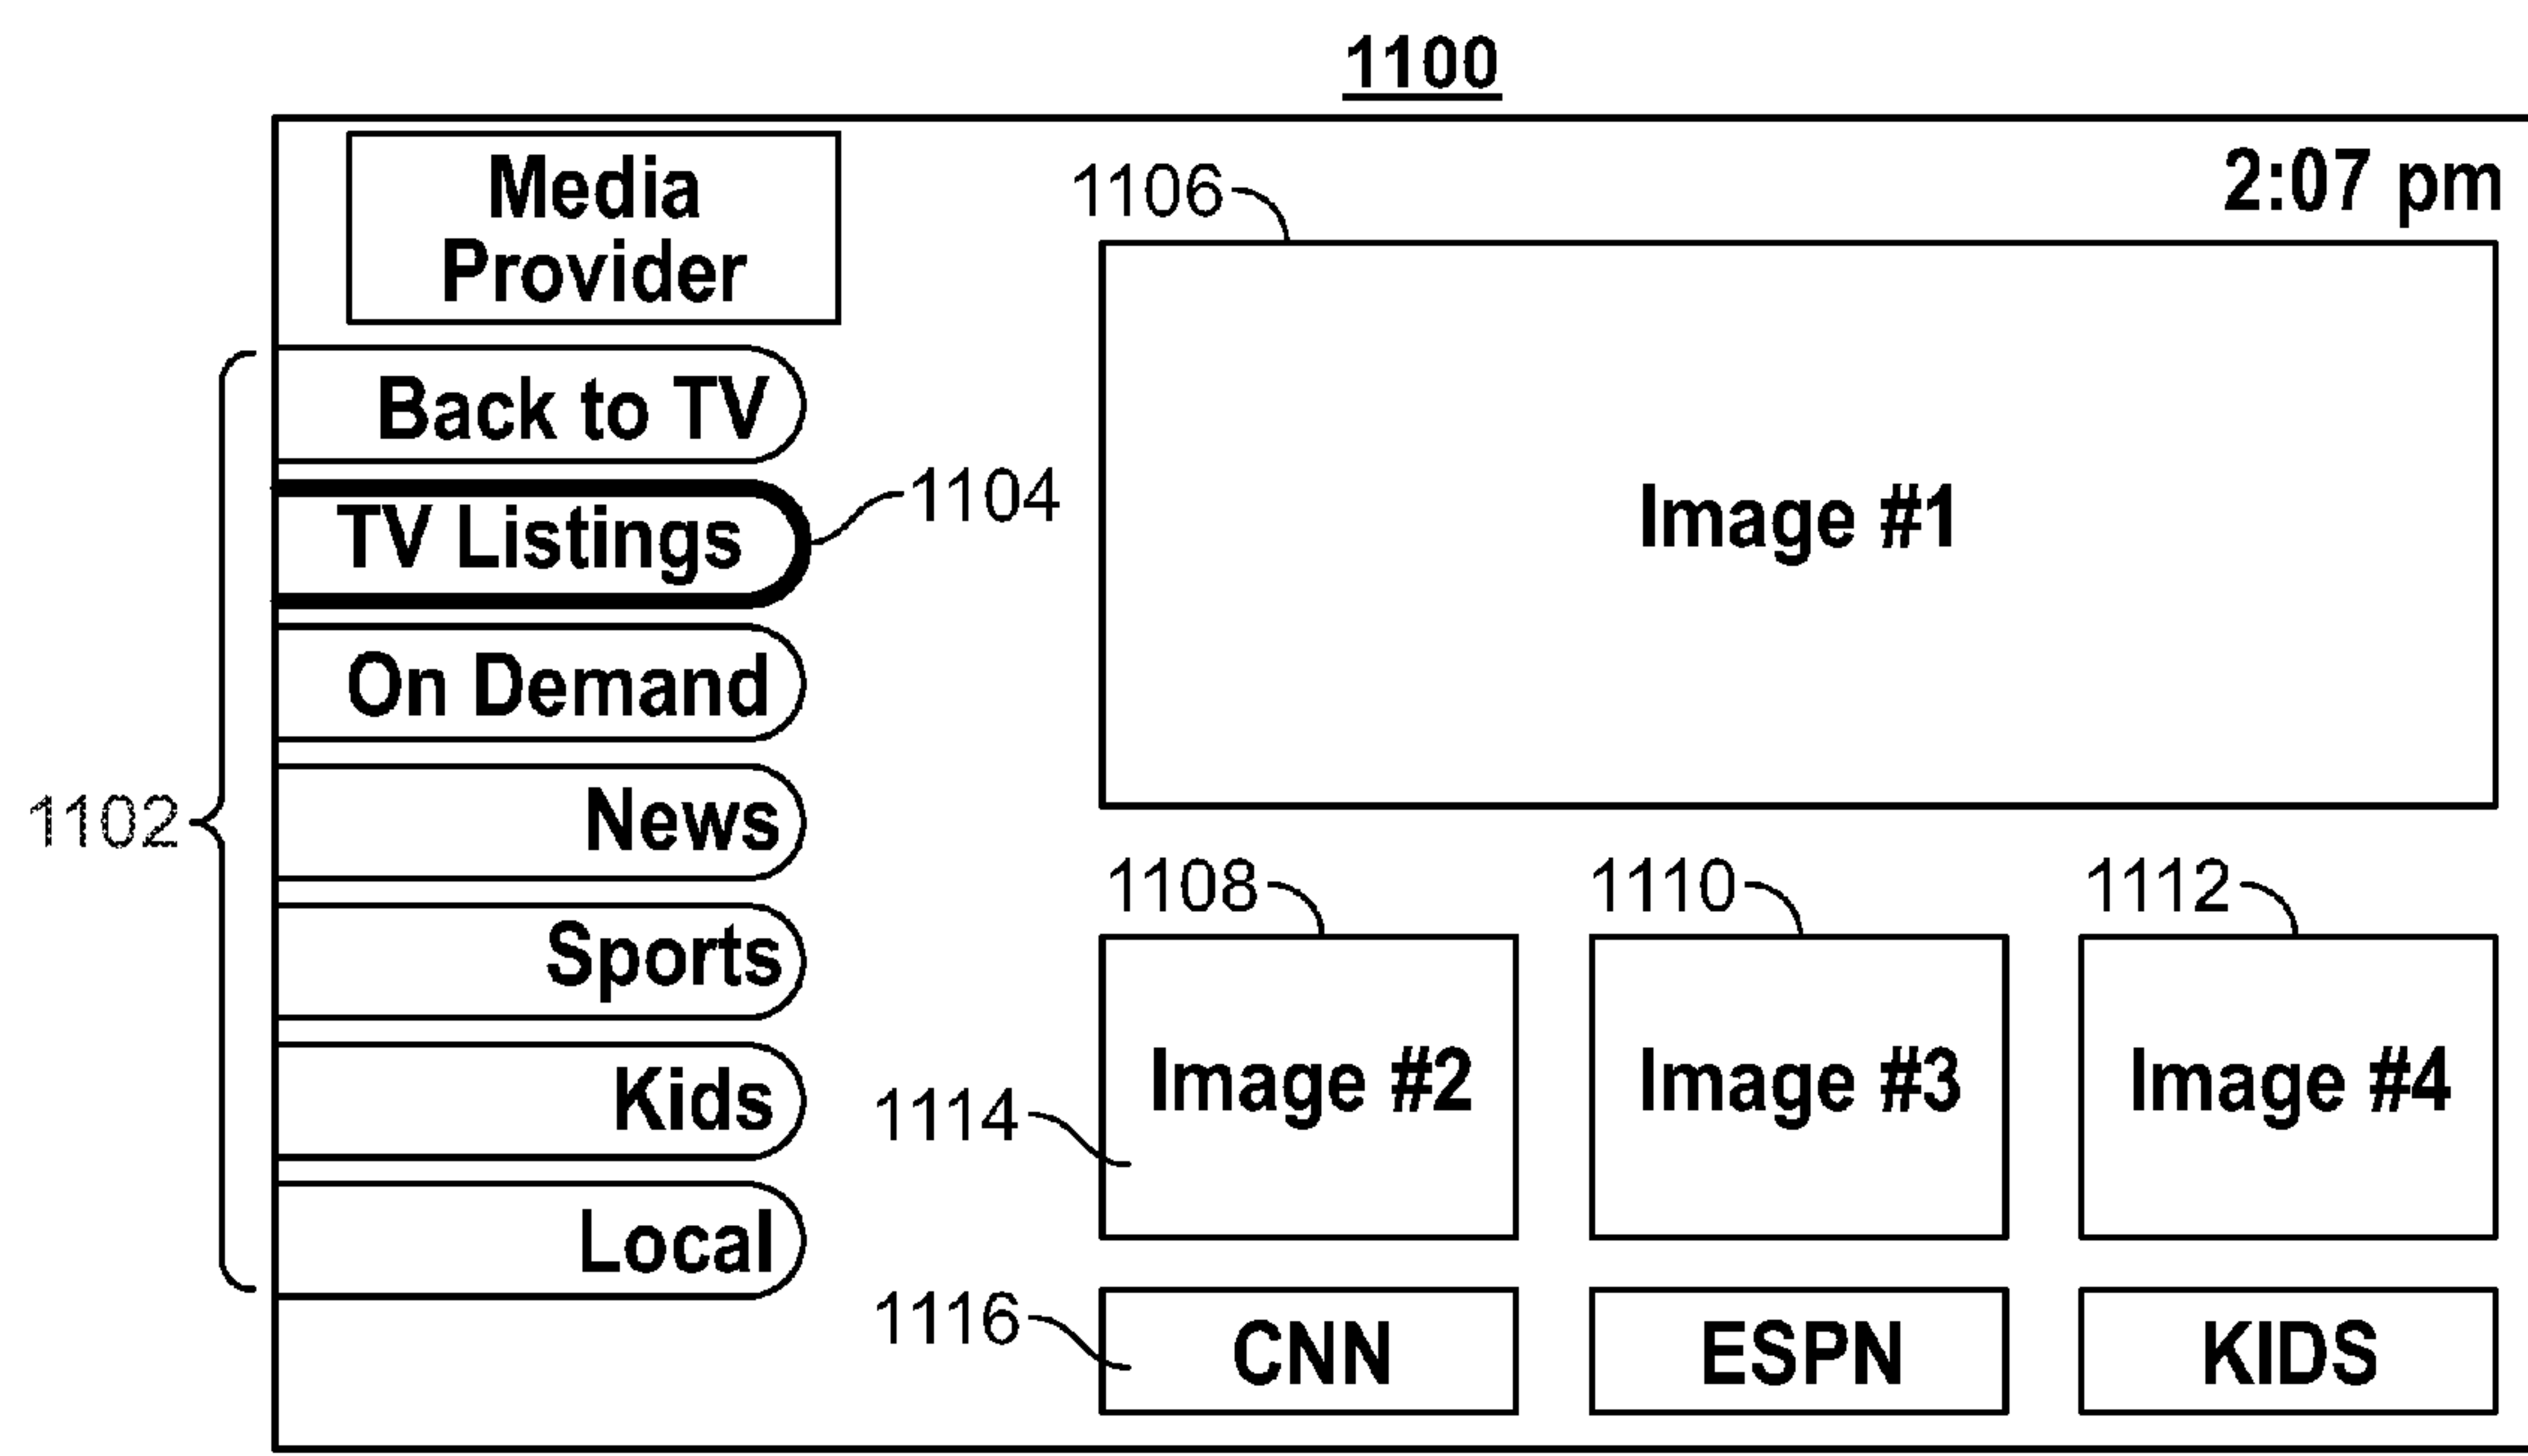 1100
2:07 pm
Media
Provider
1106
Image #1
Back to TV
TV Listings
1104
On Demand
News
1102
Sports
Kids
Local
1108
1110
1112
Image #2
Image #3
Image #4
1114
1116
CNN
ESPN
KIDS